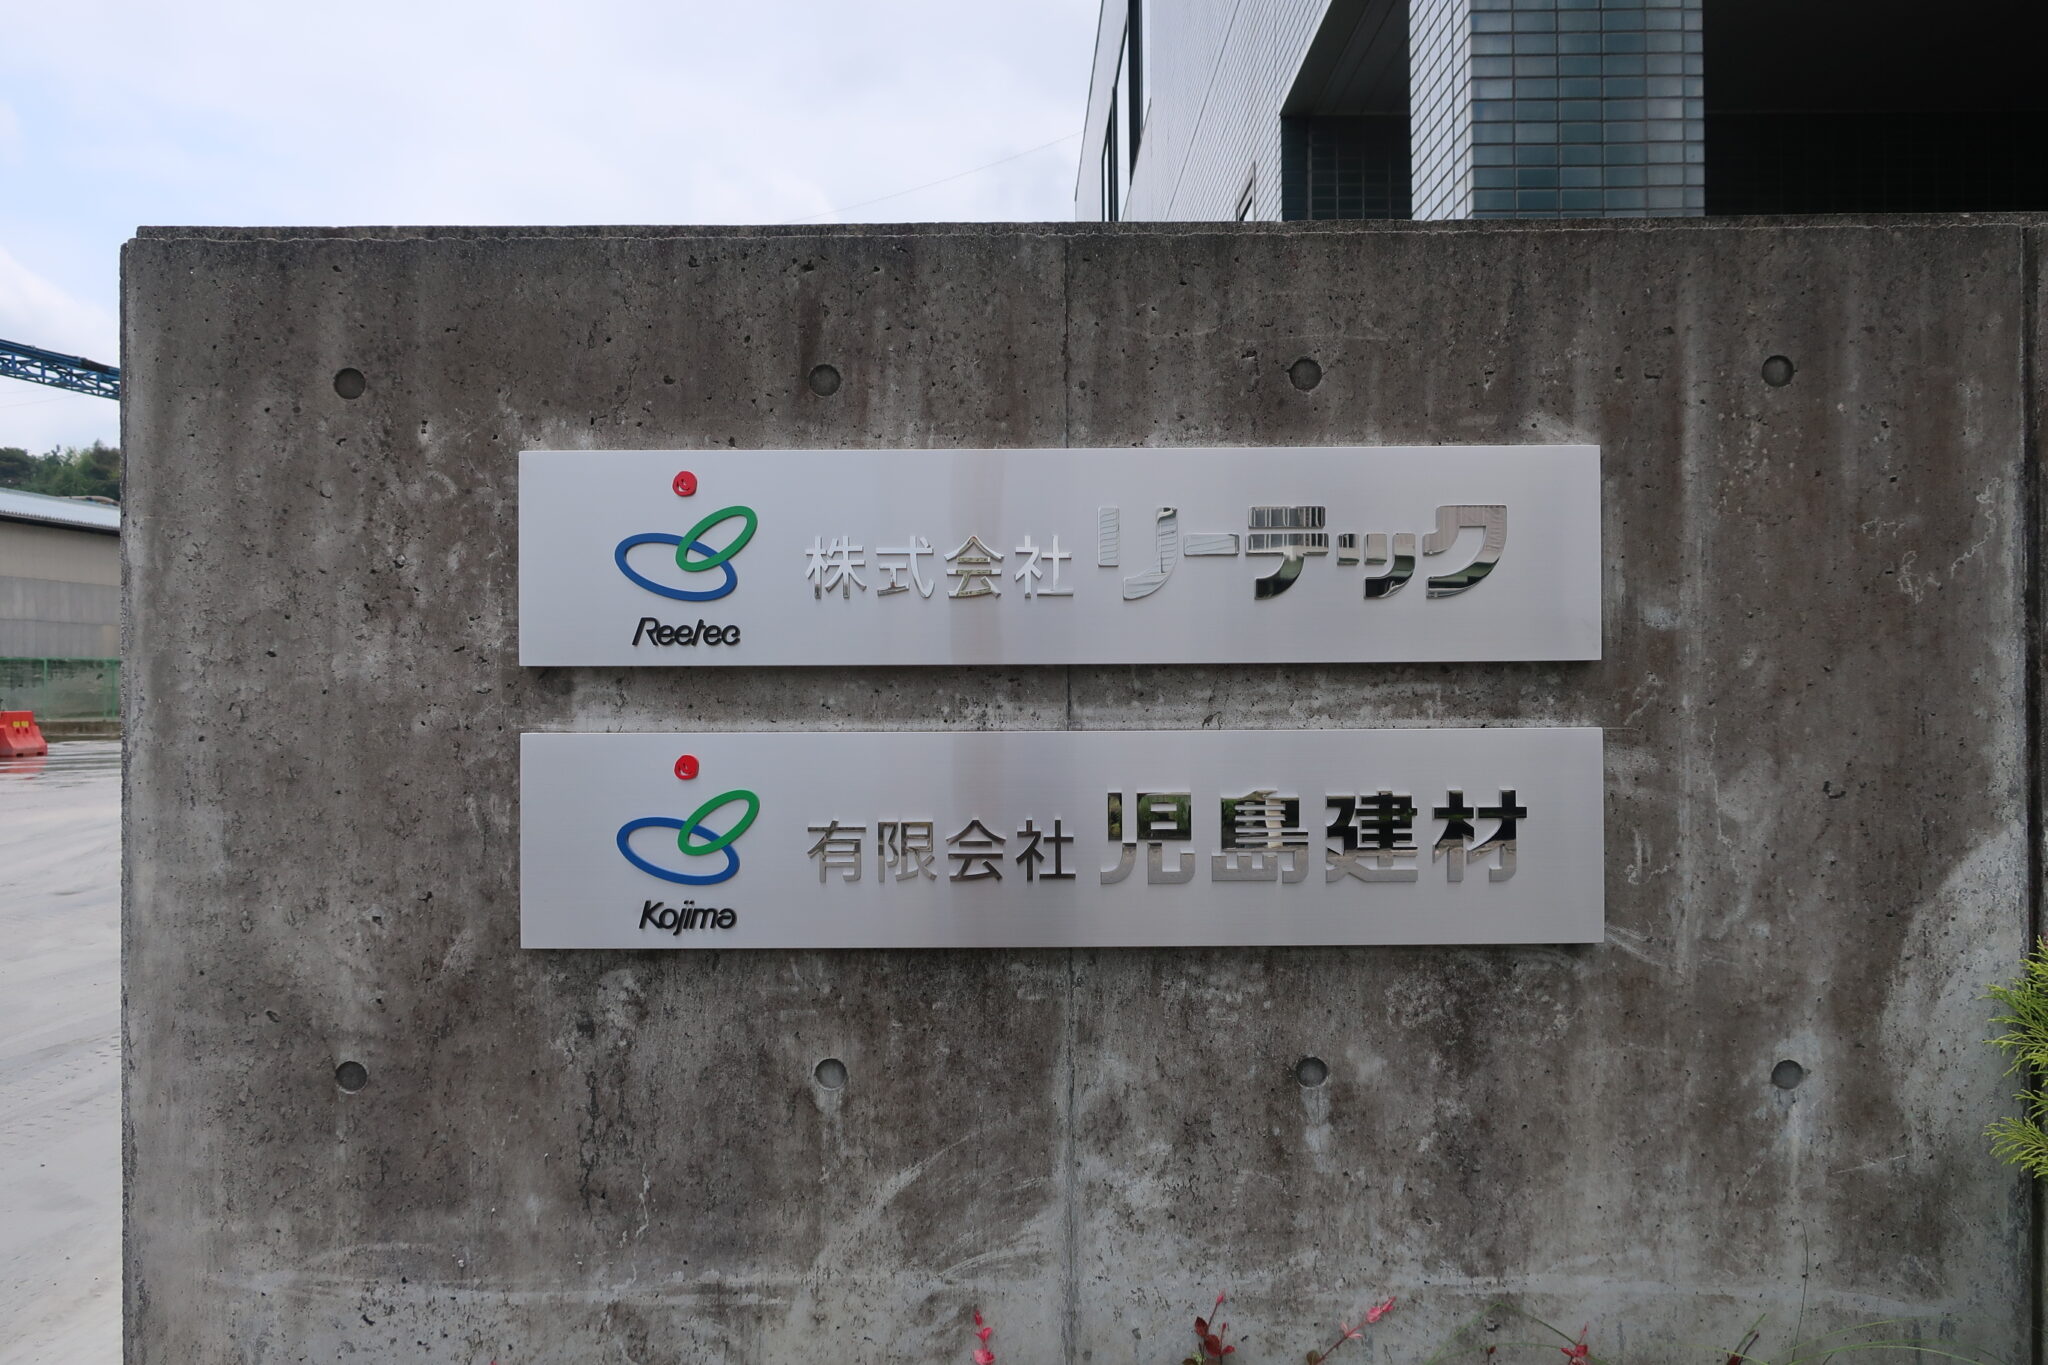 株式会社 リーテック
Reetec
有限会社 児島建材
Kojima